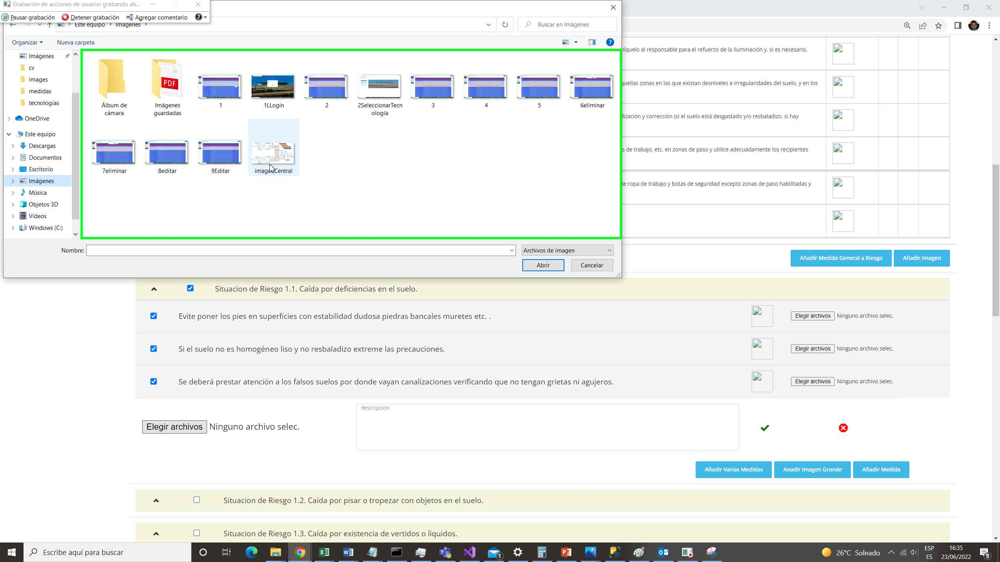 Grabación de acciones de usuario: grabando ah...
Pausar grabación Detener grabación Agregar comentario
Este equipo Imágenes
Buscar en Imágenes
Organizar Nueva carpeta
Imágenes
cv
images
medidas
tecnologias
OneDrive
Este equipo
Descargas
Documentos
Escritorio
Imágenes
Música
Objetos 3D
Vídeos
Windows (C:)
Álbum de cámara
PDF
Imágenes guardadas
1
1LLogin
2
2SeleccionarTecnología
3
4
5
6eliminar
7eliminar
8editar
9Editar
imagenCentral
Nombre:
Archivos de imagen
Abrir Cancelar
níquelo al responsable para el refuerzo de la iluminación y, si es necesario,
quellas zonas en las que existan desniveles e irregularidades del suelo, y en los
lización y corrección (si el suelo está desgastado y/o resbaladizo, si hay
s de trabajo, etc. en zonas de paso y utilice adecuadamente los recipientes
de ropa de trabajo y botas de seguridad excepto zonas de paso habilitadas y
Añadir Medida General a Riesgo Añadir Imagen
Situacion de Riesgo 1.1. Caída por deficiencias en el suelo.
Evite poner los pies en superficies con estabilidad dudosa piedras bancales muretes etc. .
Elegir archivos Ninguno archivo selec.
Si el suelo no es homogéneo liso y no resbaladizo extreme las precauciones.
Elegir archivos Ninguno archivo selec.
Se deberá prestar atención a los falsos suelos por donde vayan canalizaciones verificando que no tengan grietas ni agujeros.
Elegir archivos Ninguno archivo selec.
descripcion
Elegir archivos Ninguno archivo selec.
Añadir Varias Medidas Anadir Imagen Grande Añadir Medida
Situacion de Riesgo 1.2. Caída por pisar o tropezar con objetos en el suelo.
Situacion de Riesgo 1.3. Caída por existencia de vertidos o líquidos.
Escribe aquí para buscar
1
26°C Soleado
ESP
ES
16:35
23/06/2022
8